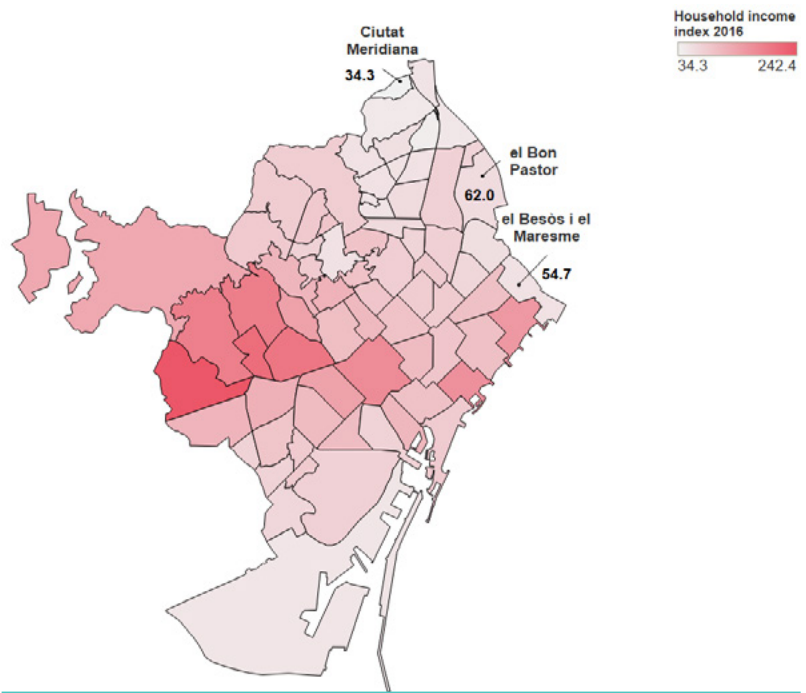 Household income
index 2016
34.3 242.4
Ciutat
Meridiana
34.3
el Bon
Pastor
62.0
el Besòs i el
Maresme
54.7